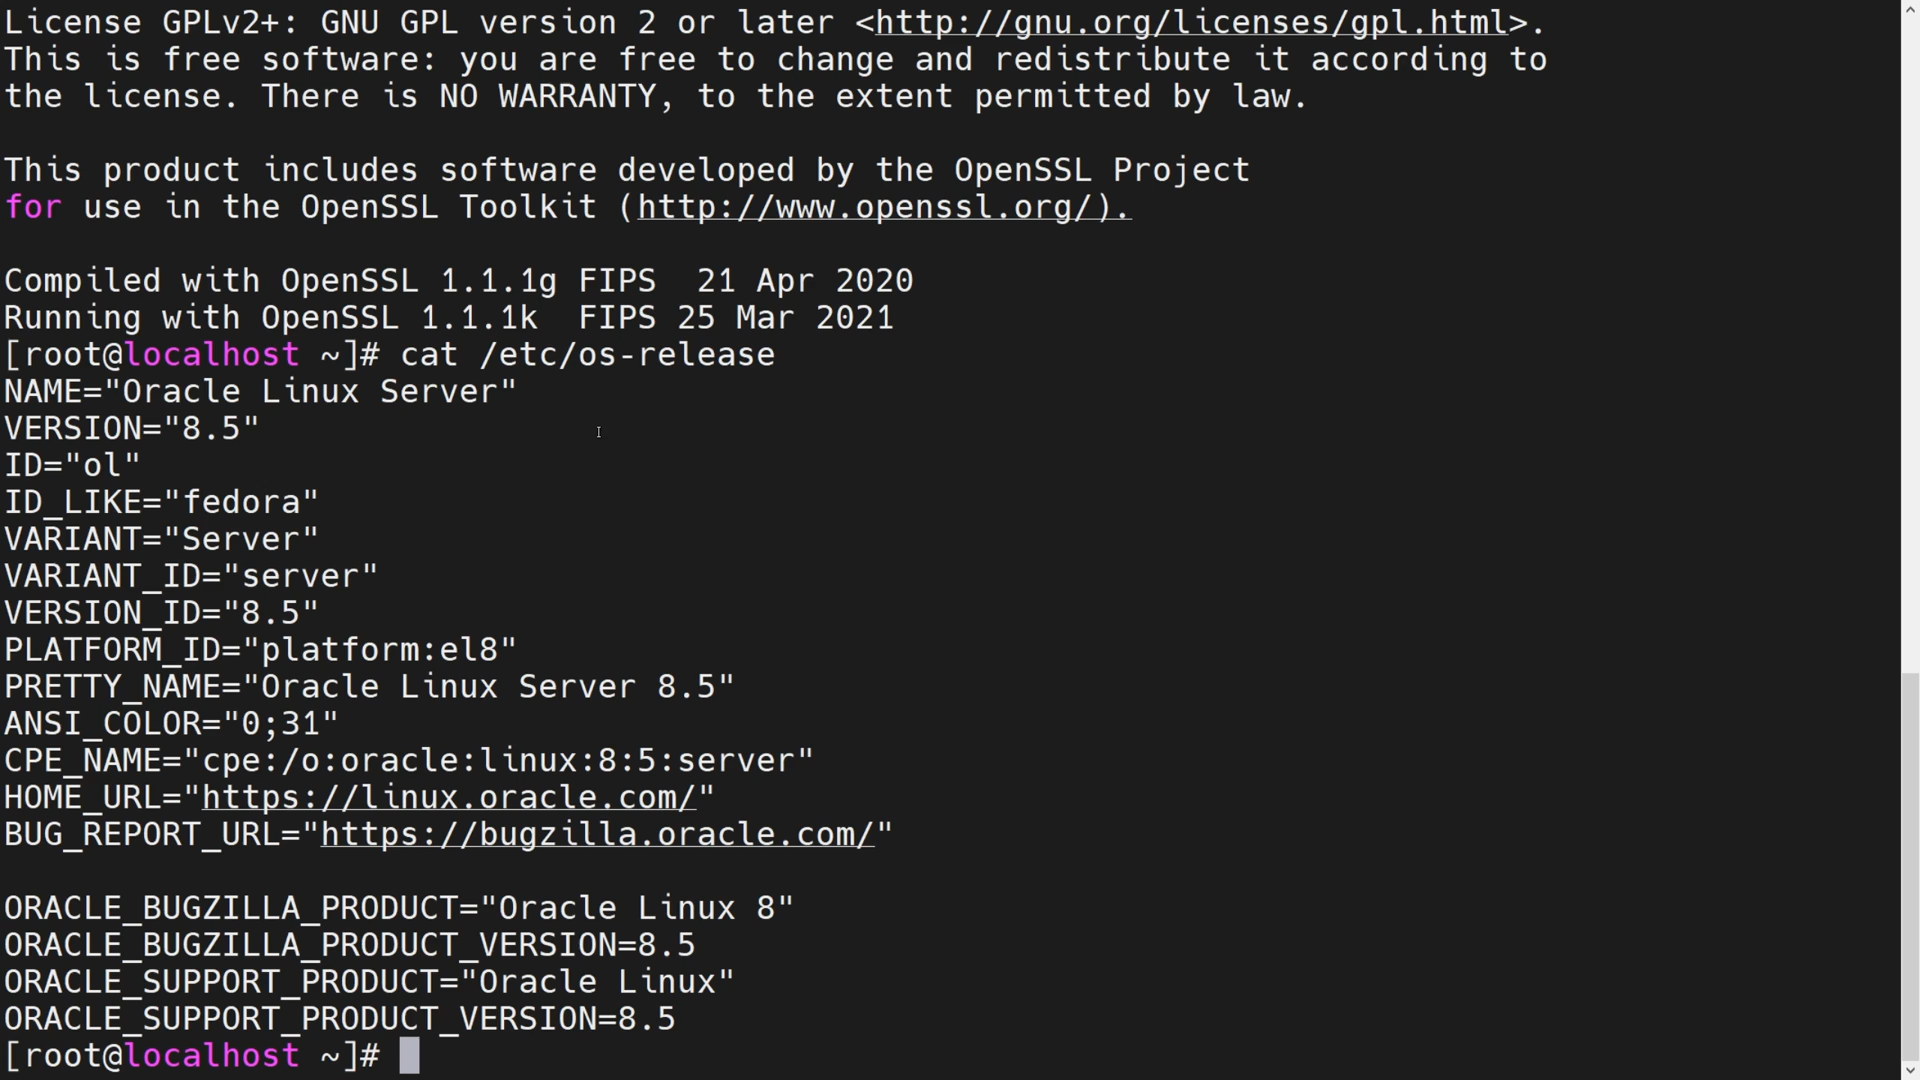 License GPLv2+: GNU GPL version 2 or later <http://gnu.org/licenses/gpl.html>.
This is free software: you are free to change and redistribute it according to
the license. There is NO WARRANTY, to the extent permitted by law.
This product includes software developed by the OpenSSL Project
for use in the OpenSSL Toolkit (http://www.openssl.org/).
Compiled with OpenSSL 1.1.1g FIPS  21 Apr 2020
Running with OpenSSL 1.1.1k  FIPS 25 Mar 2021
[root@localhost ~]# cat /etc/os-release
NAME="Oracle Linux Server"
VERSION="8.5"
ID="ol"
ID_LIKE="fedora"
VARIANT="Server"
VARIANT_ID="server"
VERSION_ID="8.5"
PLATFORM_ID="platform:el8"
PRETTY_NAME="Oracle Linux Server 8.5"
ANSI_COLOR="0;31"
CPE_NAME="cpe:/o:oracle:linux:8:5:server"
HOME_URL="https://linux.oracle.com/"
BUG_REPORT_URL="https://bugzilla.oracle.com/"
ORACLE_BUGZILLA_PRODUCT="Oracle Linux 8"
ORACLE_BUGZILLA_PRODUCT_VERSION=8.5
ORACLE_SUPPORT_PRODUCT="Oracle Linux"
ORACLE_SUPPORT_PRODUCT_VERSION=8.5
[root@localhost ~]#